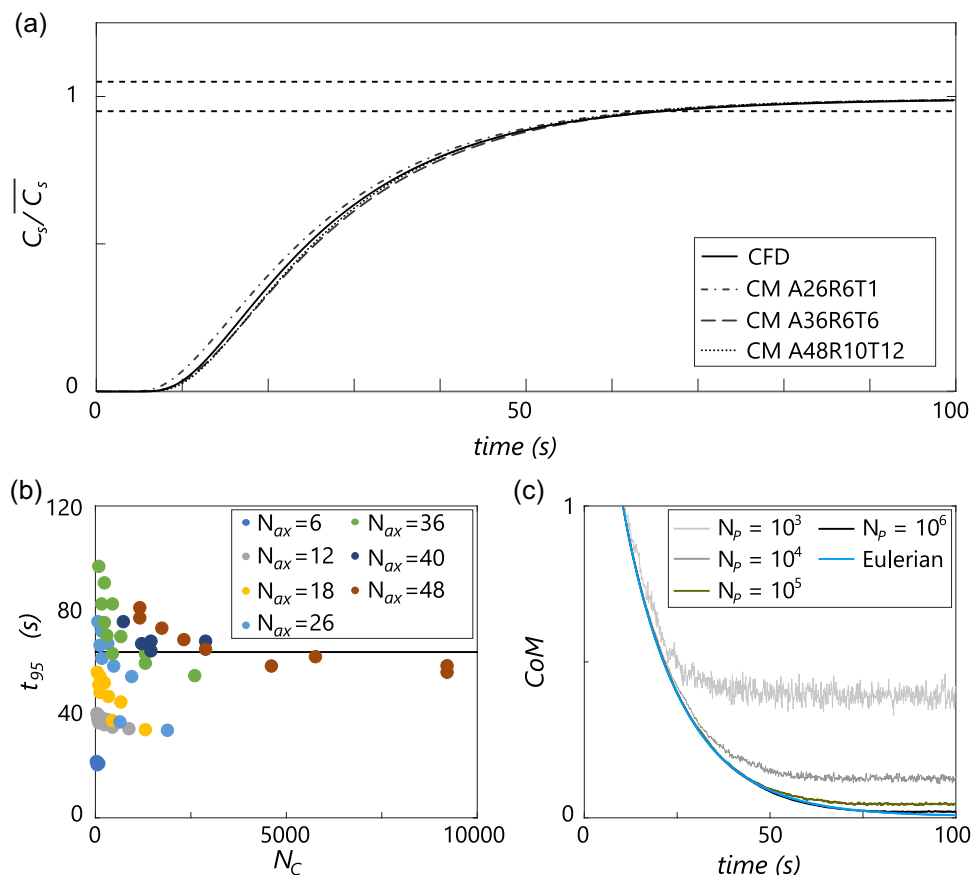 (a)
1
0
C_s/C̅_s
CFD
CM A26R6T1
CM A36R6T6
CM A48R10T12
0 50 100
time (s)
(b)
120
80
40
0
t_95 (s)
N_ax=6 N_ax=36
N_ax=12 N_ax=40
N_ax=18 N_ax=48
N_ax=26
0 5000 10000
N_C
(c)
1
0
CoM
N_P = 10^3 N_P = 10^6
N_P = 10^4 Eulerian
N_P = 10^5
0 50 100
time (s)